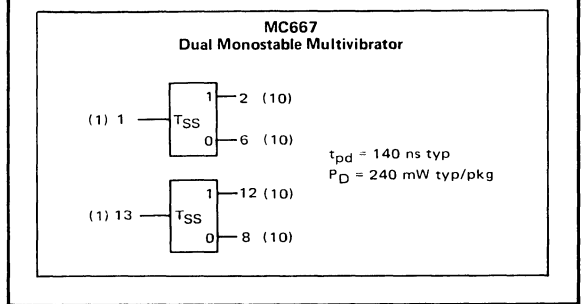 MC667
Dual Monostable Multivibrator
1 2 (10)
(1) 1 TSS
0 6 (10)
tpd = 140 ns typ
PD = 240 mW typ/pkg
1 12 (10)
(1) 13 TSS
0 8 (10)